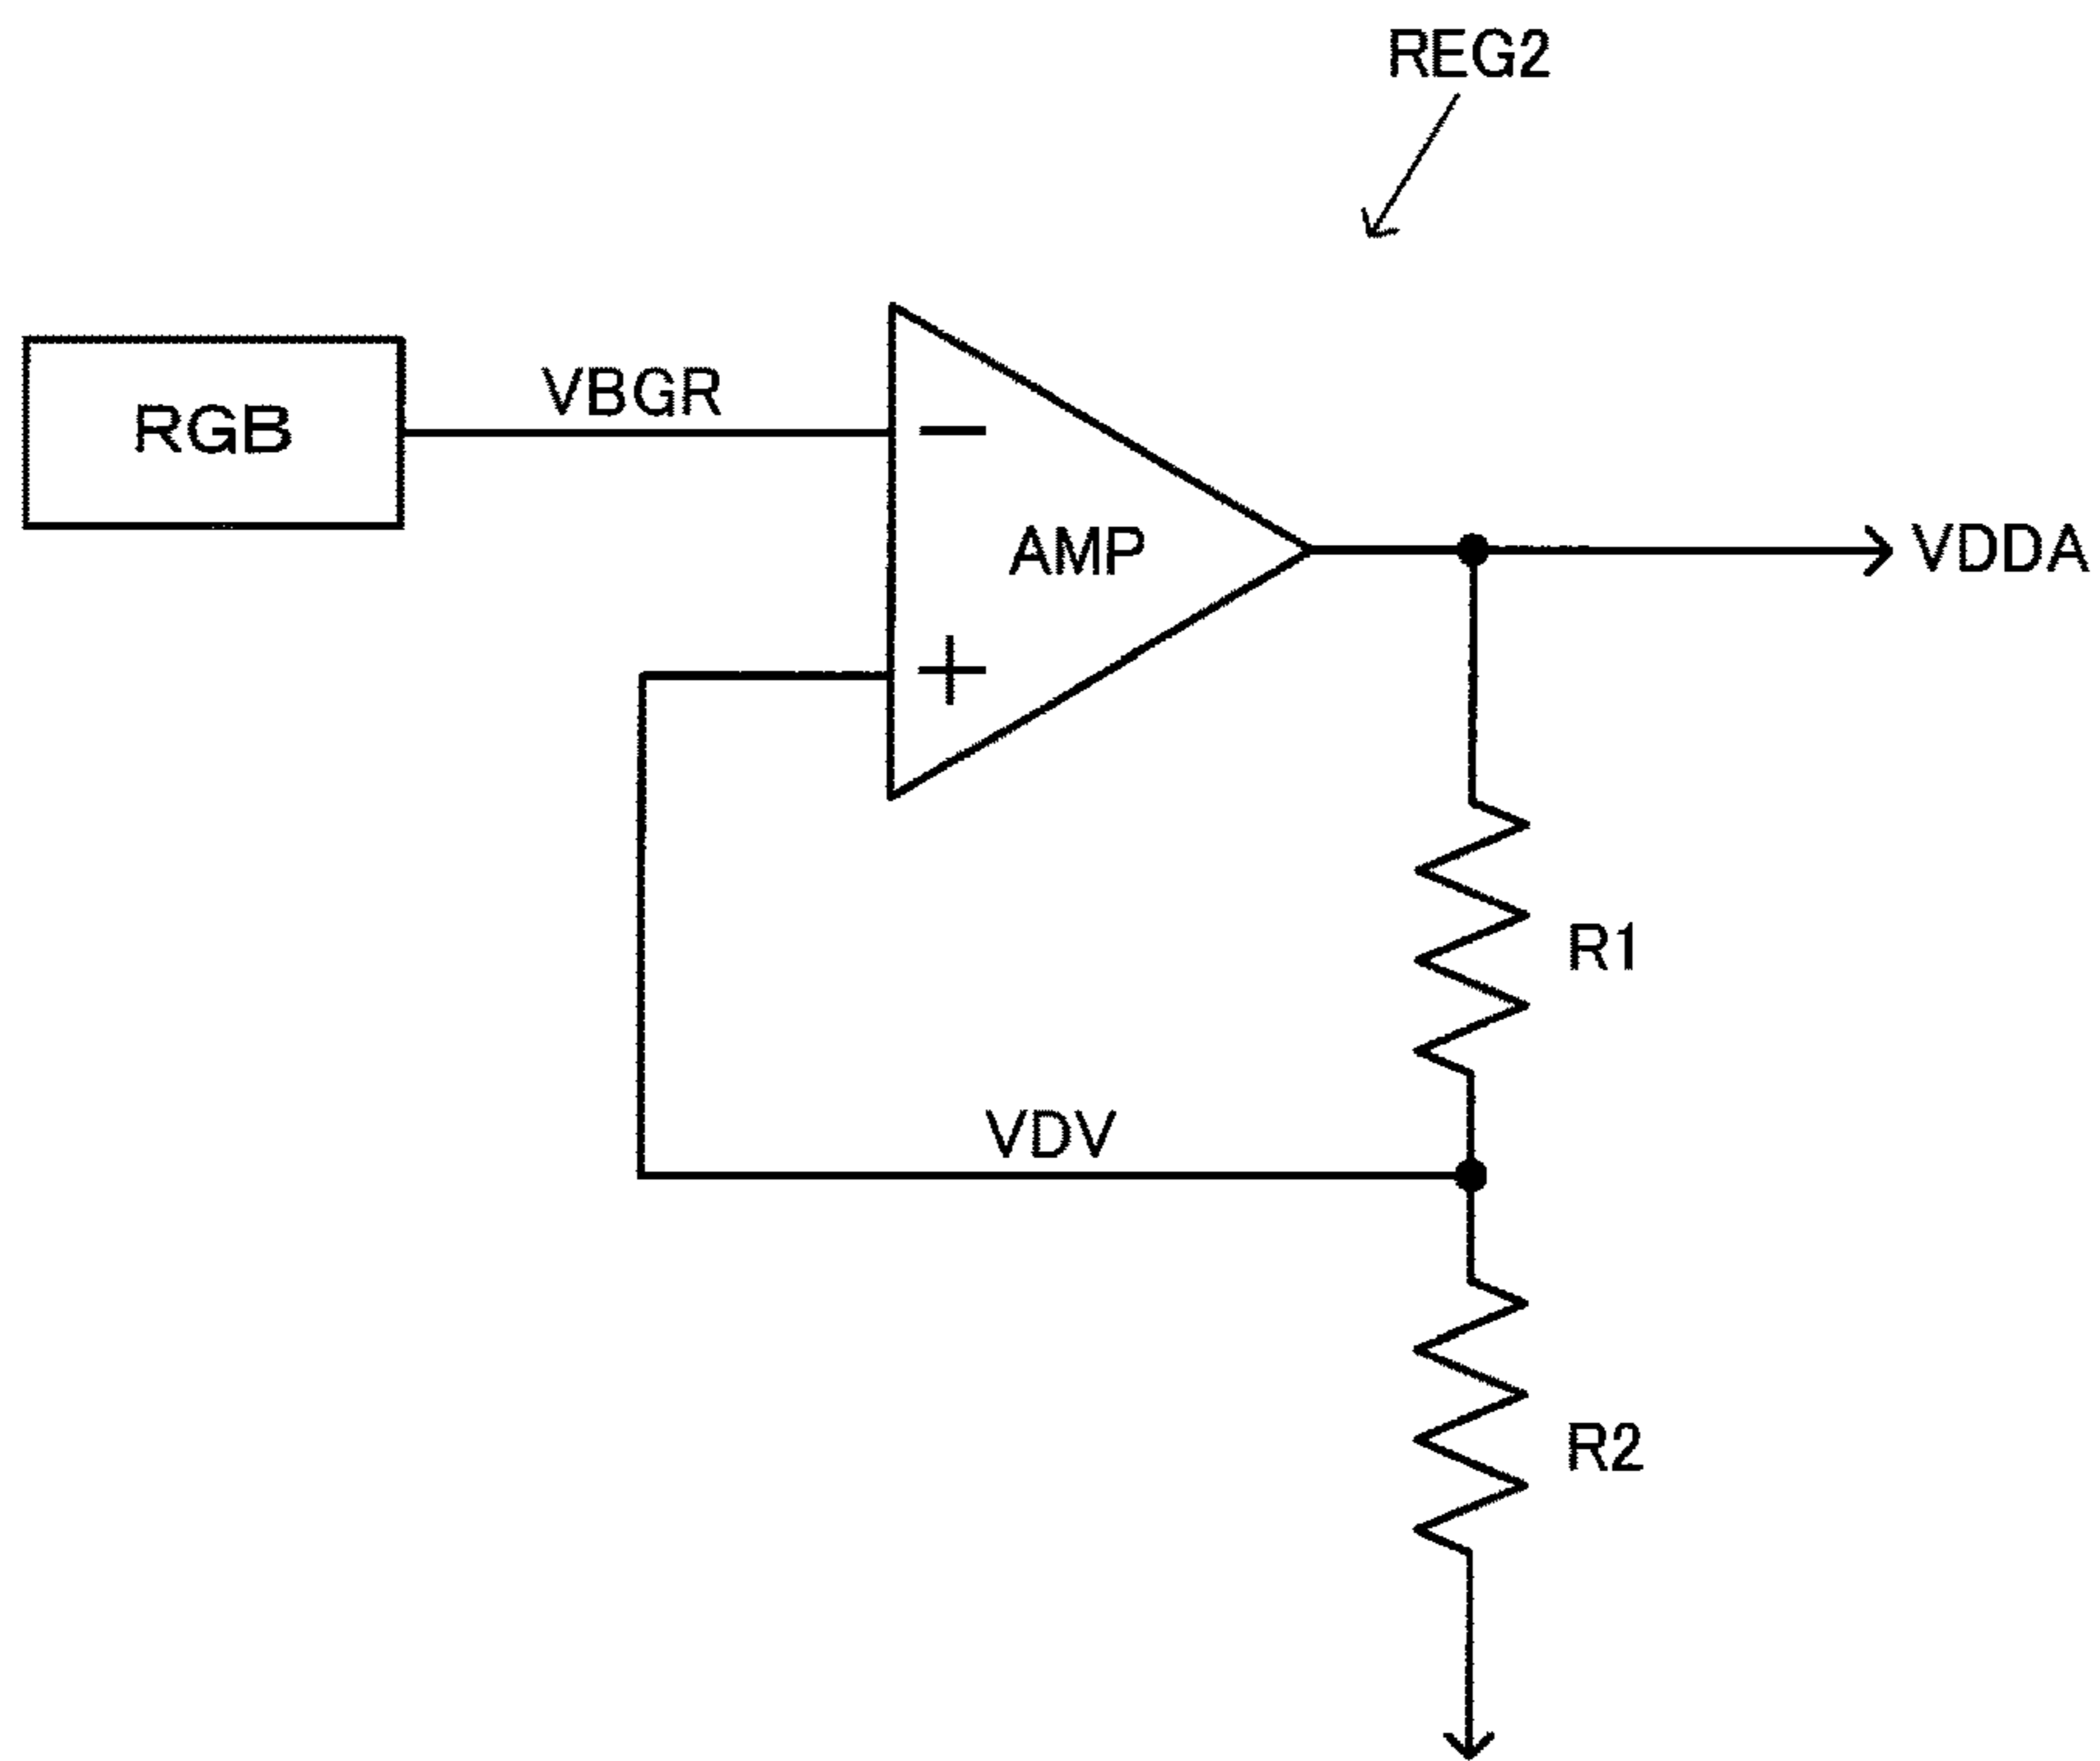 REG2
RGB
VBGR
−
AMP
+
VDDA
R1
VDV
R2